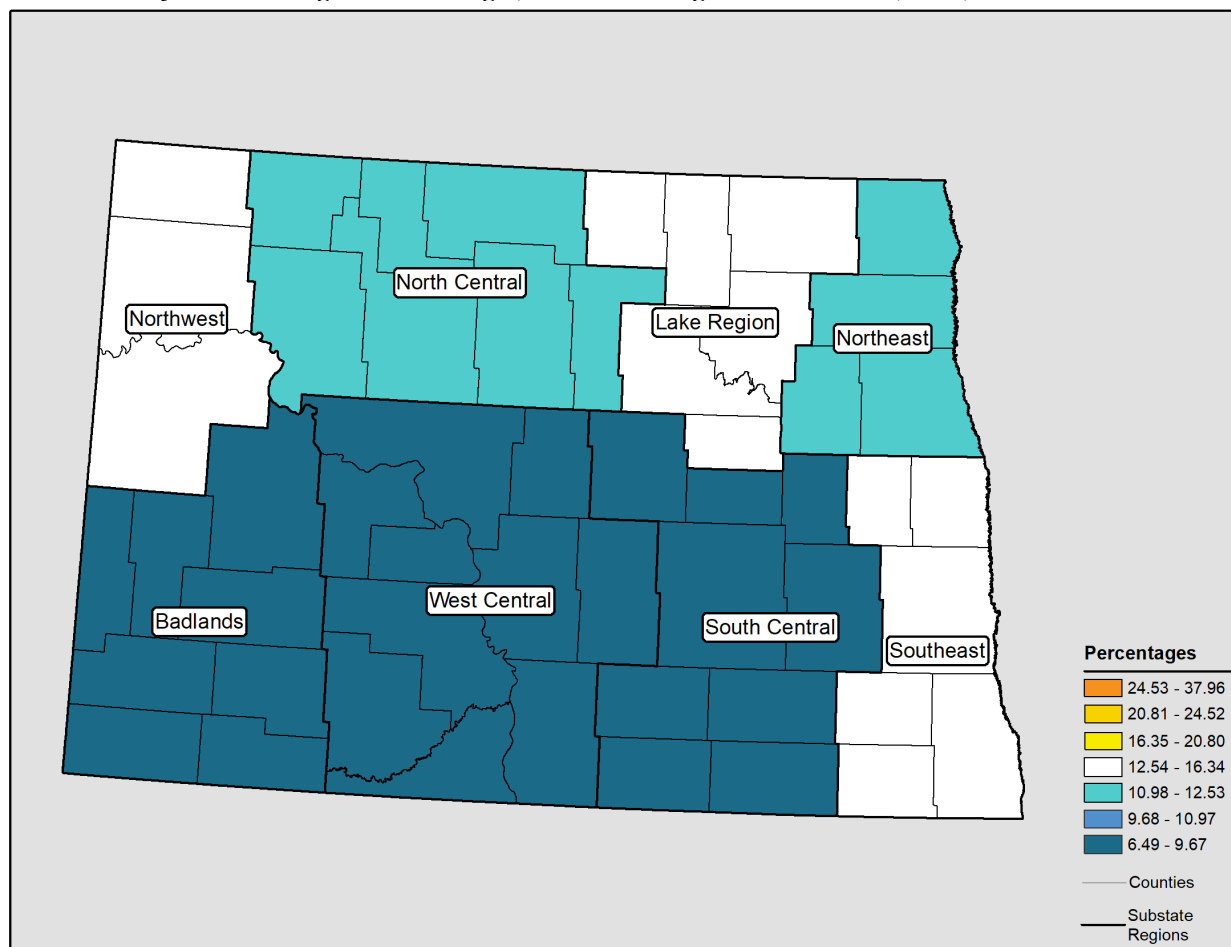 North Central
Northwest
Lake Region
Northeast
West Central
Badlands
South Central
Southeast
Percentages
24.53 - 37.96
20.81 - 24.52
16.35 - 20.80
12.54 - 16.34
10.98 - 12.53
9.68 - 10.97
6.49 - 9.67
Counties
Substate
Regions